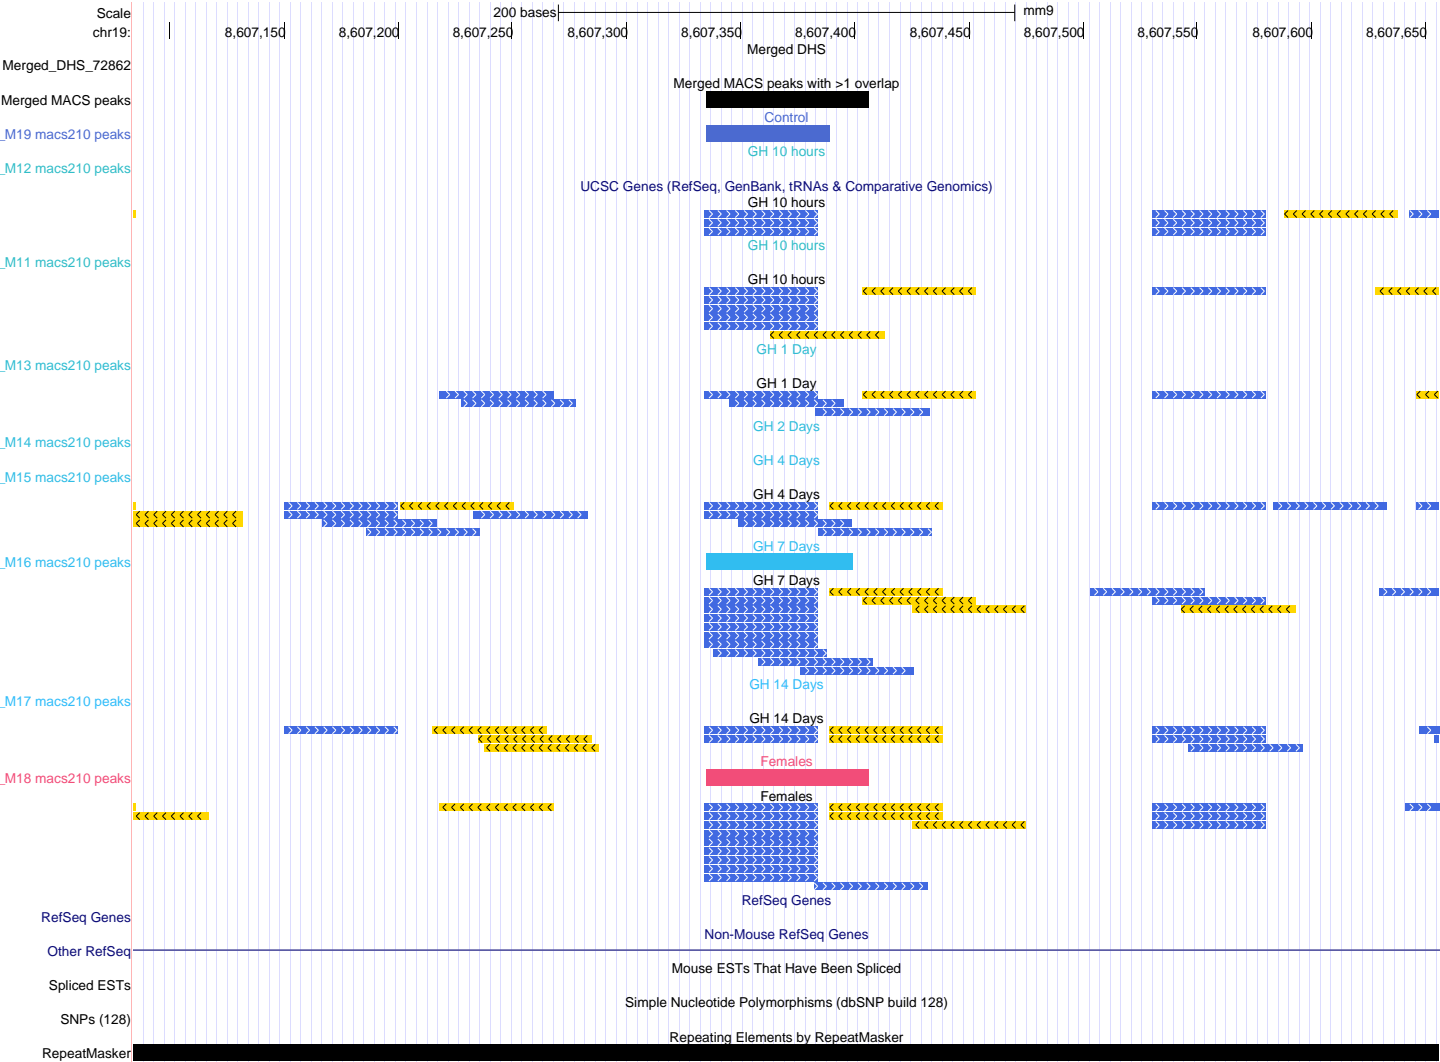 Scale 200 bases mm9
chr19: 8,607,150 8,607,200 8,607,250 8,607,300 8,607,350 8,607,400 8,607,450 8,607,500 8,607,550 8,607,600 8,607,650
Merged DHS
Merged_DHS_72862
Merged MACS peaks with >1 overlap
Merged MACS peaks
Control
_M19 macs210 peaks
GH 10 hours
_M12 macs210 peaks
UCSC Genes (RefSeq, GenBank, tRNAs & Comparative Genomics)
GH 10 hours
GH 10 hours
_M11 macs210 peaks
GH 10 hours
GH 1 Day
_M13 macs210 peaks
GH 1 Day
GH 2 Days
_M14 macs210 peaks
GH 4 Days
_M15 macs210 peaks
GH 4 Days
GH 7 Days
_M16 macs210 peaks
GH 7 Days
GH 14 Days
_M17 macs210 peaks
GH 14 Days
Females
_M18 macs210 peaks
Females
RefSeq Genes
RefSeq Genes
Non-Mouse RefSeq Genes
Other RefSeq
Mouse ESTs That Have Been Spliced
Spliced ESTs
Simple Nucleotide Polymorphisms (dbSNP build 128)
SNPs (128)
Repeating Elements by RepeatMasker
RepeatMasker